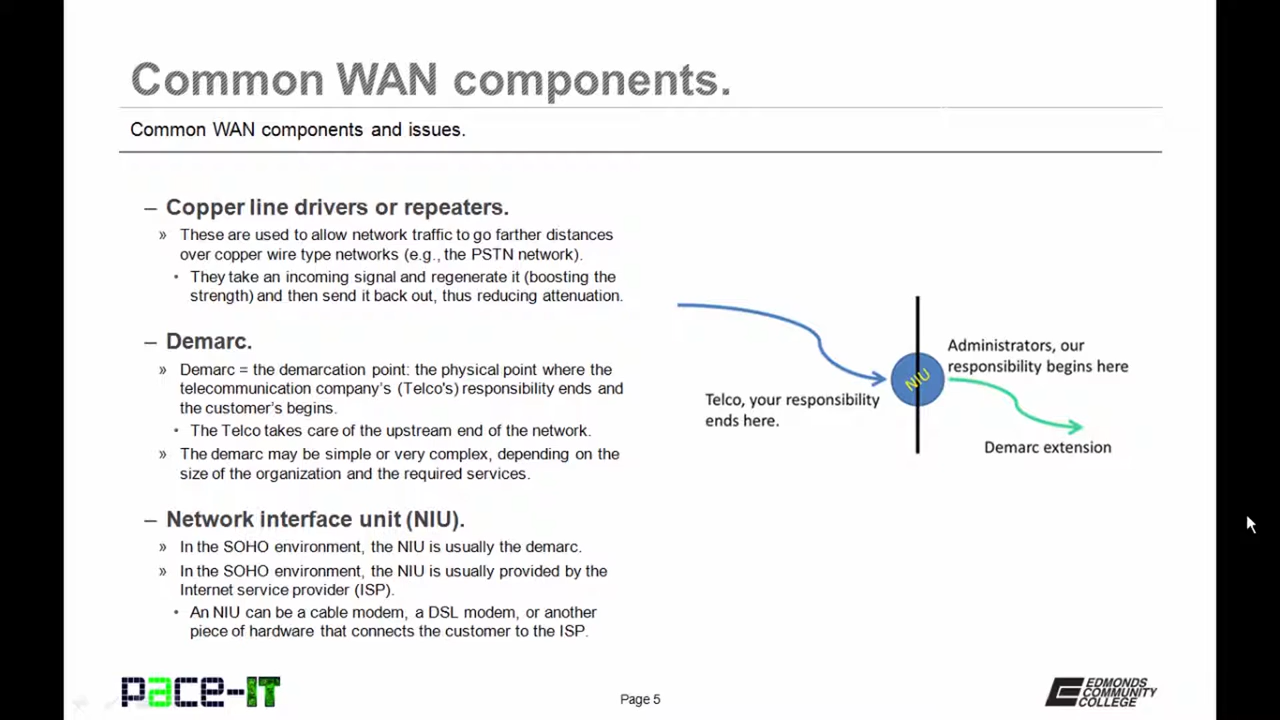 Common WAN components.
Common WAN components and issues.
– Copper line drivers or repeaters.
» These are used to allow network traffic to go farther distances
over copper wire type networks (e.g., the PSTN network).
• They take an incoming signal and regenerate it (boosting the
strength) and then send it back out, thus reducing attenuation.
– Demarc.
» Demarc = the demarcation point: the physical point where the
telecommunication company's (Telco's) responsibility ends and
the customer's begins.
• The Telco takes care of the upstream end of the network.
» The demarc may be simple or very complex, depending on the
size of the organization and the required services.
– Network interface unit (NIU).
» In the SOHO environment, the NIU is usually the demarc.
» In the SOHO environment, the NIU is usually provided by the
Internet service provider (ISP).
• An NIU can be a cable modem, a DSL modem, or another
piece of hardware that connects the customer to the ISP.
Telco, your responsibility
ends here.
NIU
Administrators, our
responsibility begins here
Demarc extension
pace-IT
Page 5
EDMONDS
COMMUNITY
COLLEGE